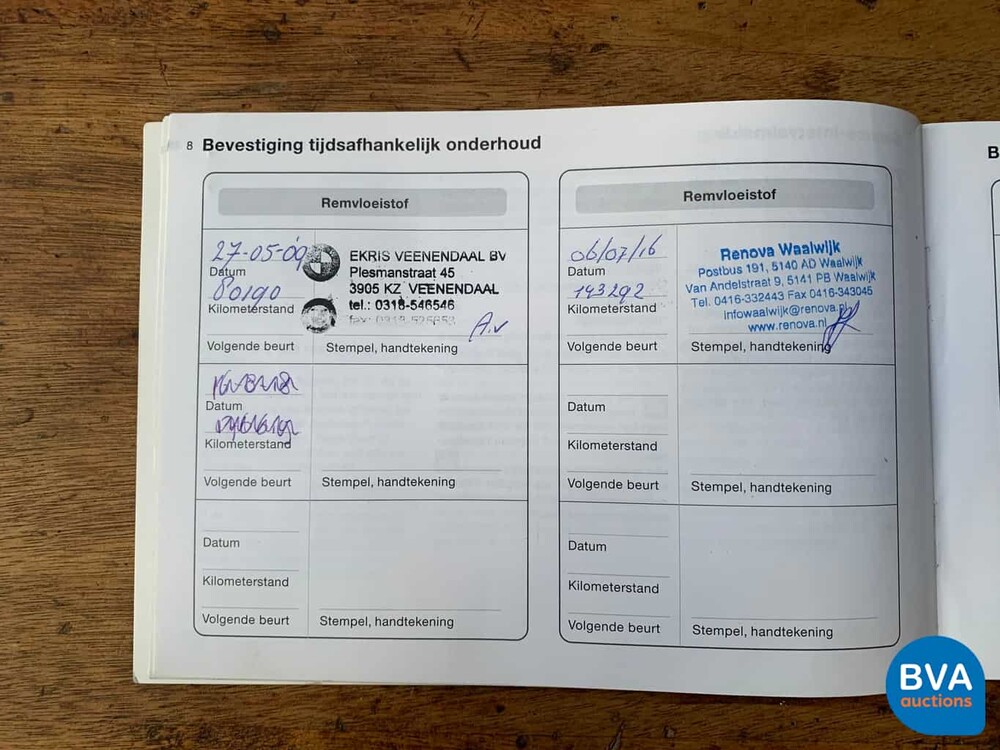 8 Bevestiging tijdsafhankelijk onderhoud
Remvloeistof
27-05-09
Datum
80190
Kilometerstand
Volgende beurt
EKRIS VEENENDAAL BV
Plesmanstraat 45
3905 KZ VEENENDAAL
tel.: 0318-546546
fax:
A.v
Stempel, handtekening
Datum
Kilometerstand
Volgende beurt
Stempel, handtekening
Datum
Kilometerstand
Volgende beurt
Stempel, handtekening
Remvloeistof
06/07/16
Datum
143292
Kilometerstand
Volgende beurt
Renova Waalwijk
Postbus 191, 5140 AD Waalwijk
Van Andelstraat 9, 5141 PB Waalwijk
Tel. 0416-332443 Fax 0416-343045
infowaalwijk@renova.nl
www.renova.nl
Stempel, handtekening
Datum
Kilometerstand
Volgende beurt
Stempel, handtekening
Datum
Kilometerstand
Volgende beurt
Stempel, handtekening
B
BVA
auctions